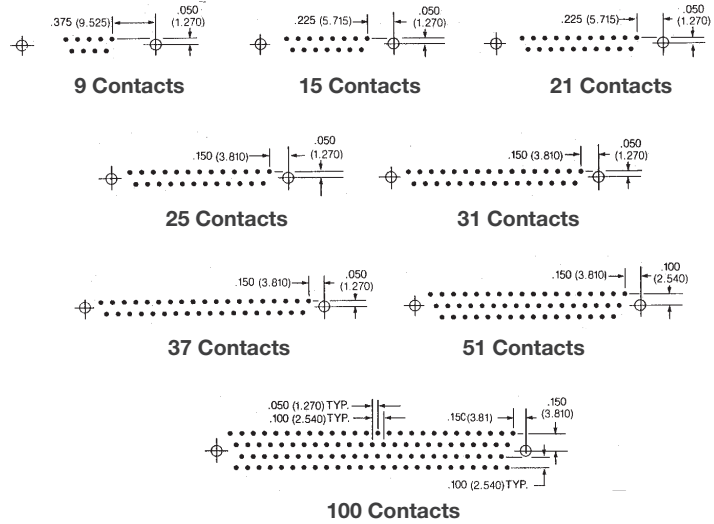 .375 (9.525)
.050
(1.270)
.225 (5.715)
.050
(1.270)
.225 (5.715)
.050
(1.270)
9 Contacts
15 Contacts
21 Contacts
.150 (3.810)
.050
(1.270)
.150 (3.810)
.050
(1.270)
25 Contacts
31 Contacts
.150 (3.810)
.050
(1.270)
.150 (3.810)
.100
(2.540)
37 Contacts
51 Contacts
.050 (1.270) TYP.
.100 (2.540) TYP.
.150 (3.81)
.150
(3.810)
.100 (2.540) TYP.
100 Contacts